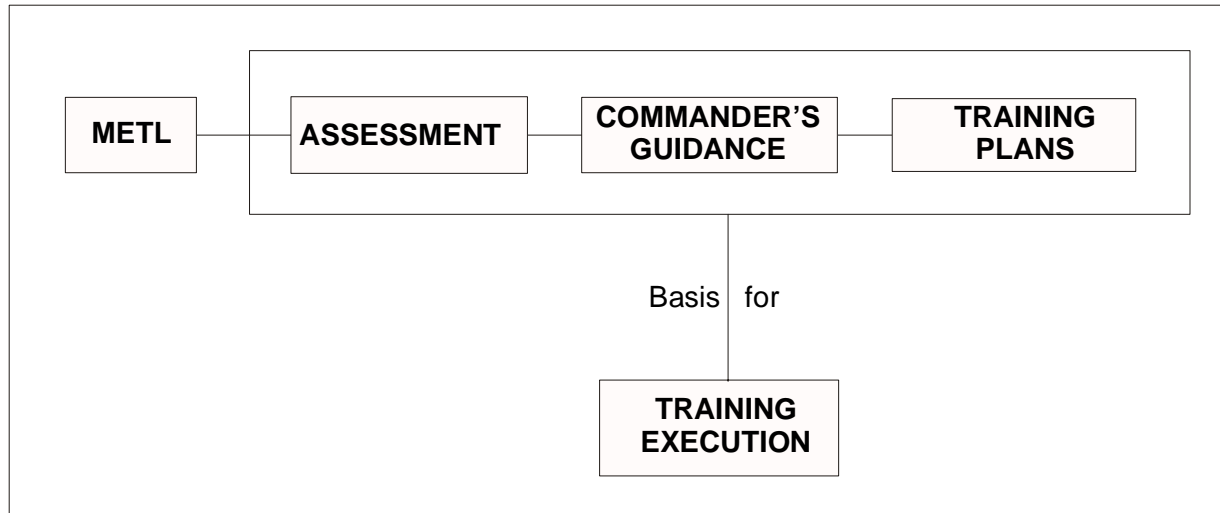 METL
ASSESSMENT
COMMANDER'S
GUIDANCE
TRAINING
PLANS
Basis for
TRAINING
EXECUTION